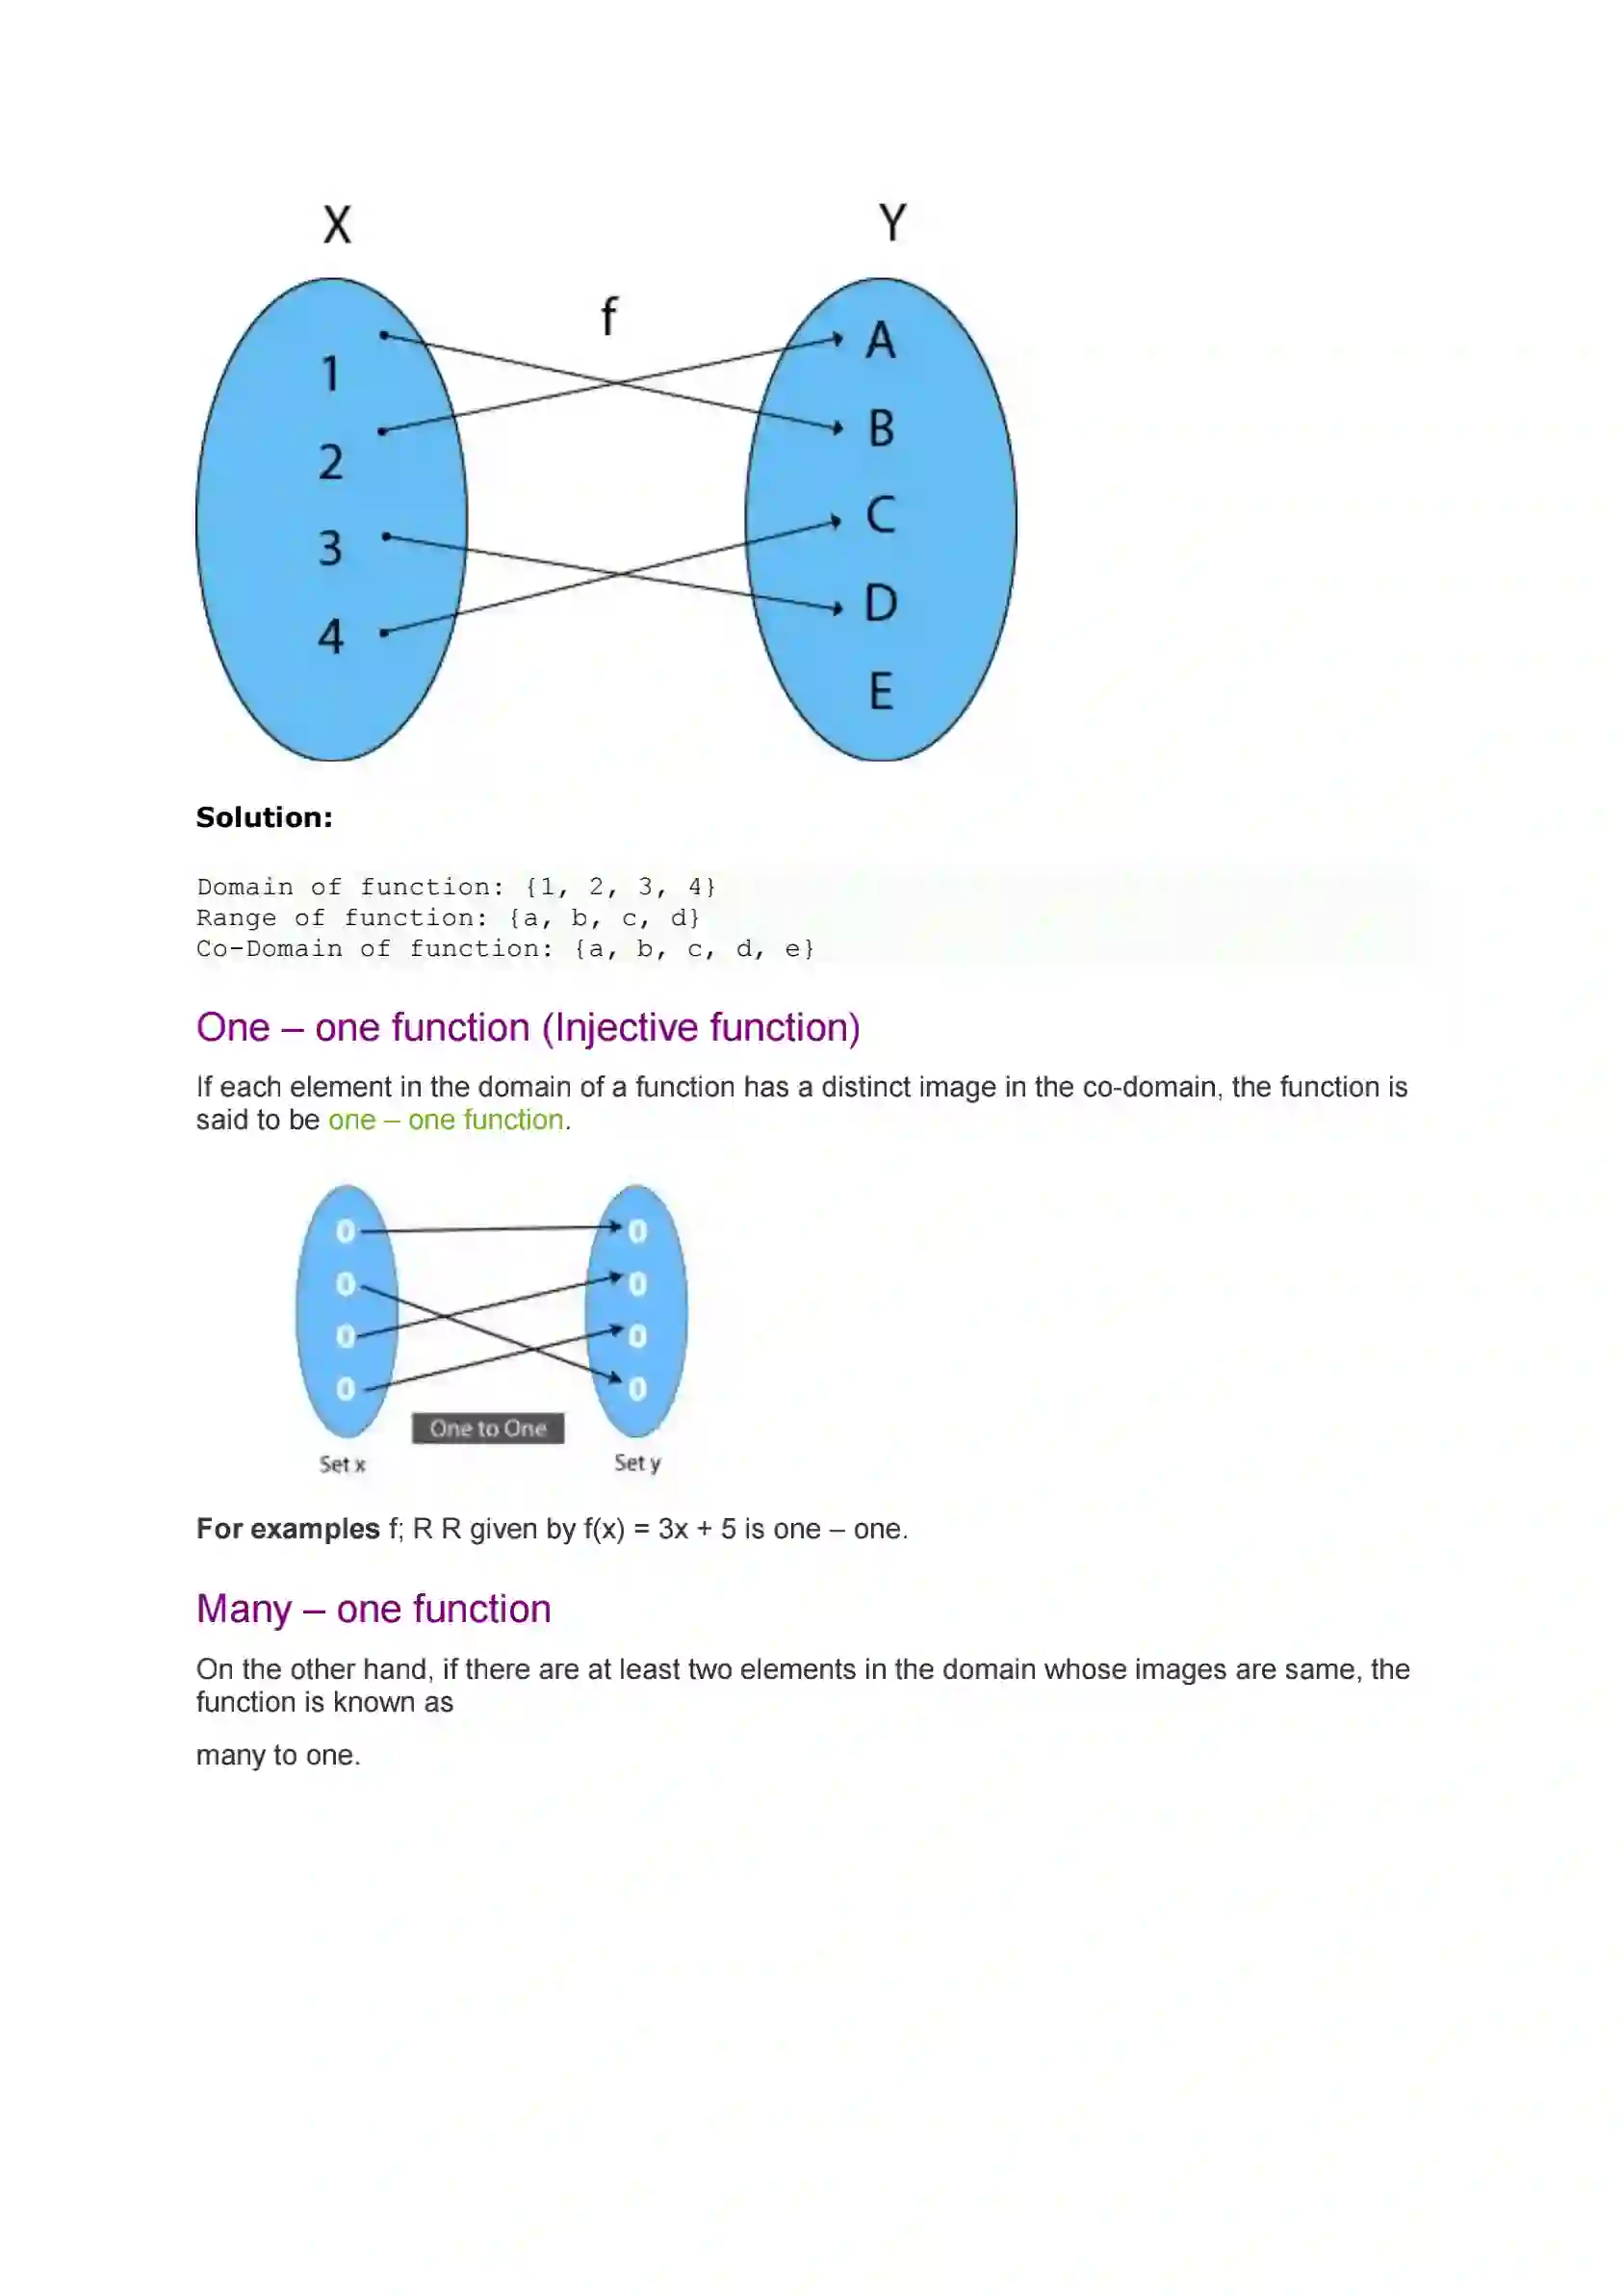 X Y
f
1 A
2 B
3 C
4 D
E
Solution:
Domain of function: {1, 2, 3, 4}
Range of function: {a, b, c, d}
Co-Domain of function: {a, b, c, d, e}
One – one function (Injective function)
If each element in the domain of a function has a distinct image in the co-domain, the function is
said to be one – one function.
0 0
0 0
0 0
0 0
One to One
Set x Set y
For examples f; R R given by f(x) = 3x + 5 is one – one.
Many – one function
On the other hand, if there are at least two elements in the domain whose images are same, the
function is known as
many to one.